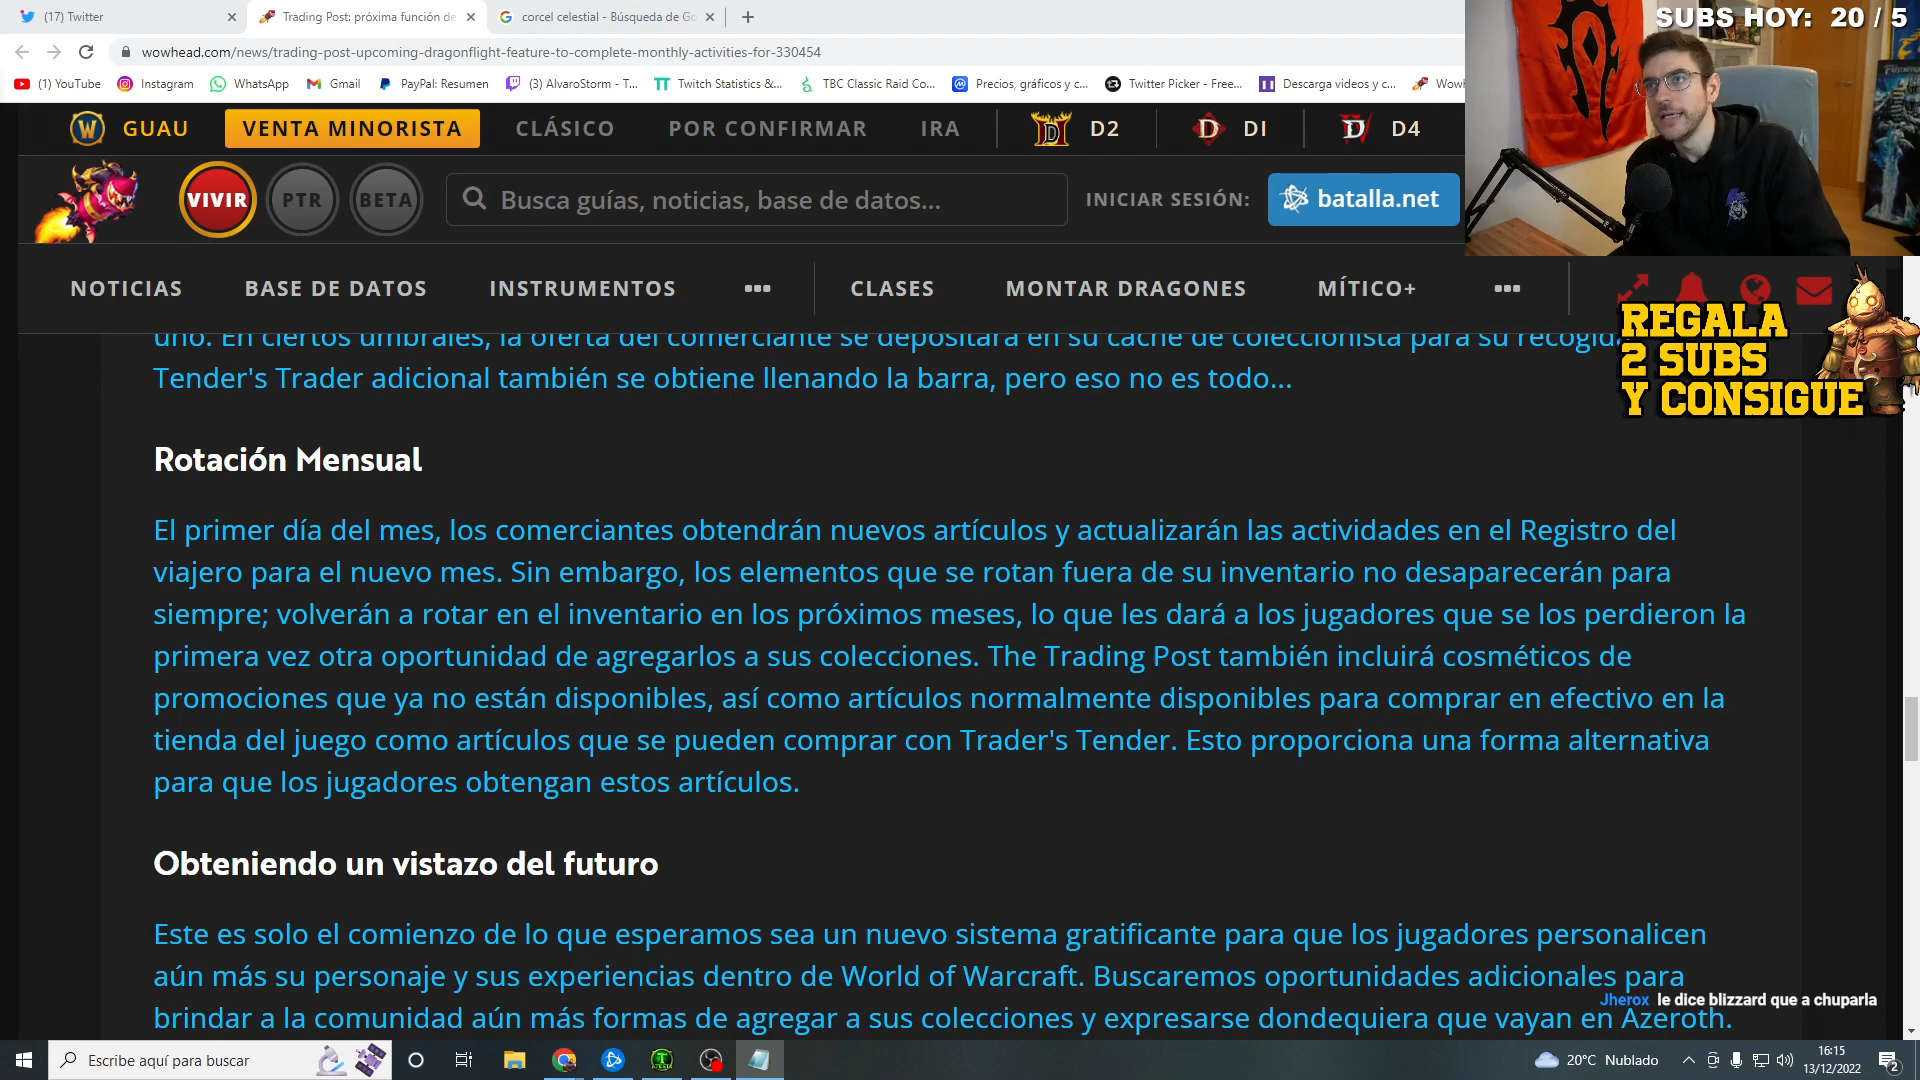 (17) Twitter
Trading Post: próxima función de
corcel celestial - Búsqueda de Go
SUBS HOY: 20 / 5
wowhead.com/news/trading-post-upcoming-dragonflight-feature-to-complete-monthly-activities-for-330454
(1) YouTube
Instagram
WhatsApp
Gmail
PayPal: Resumen
(3) AlvaroStorm - T...
Twitch Statistics &...
TBC Classic Raid Co...
Precios, gráficos y c...
Twitter Picker - Free...
Descarga videos y c...
Wowh
GUAU
VENTA MINORISTA
CLÁSICO
POR CONFIRMAR
IRA
D2
DI
D4
VIVIR
PTR
BETA
Busca guías, noticias, base de datos...
INICIAR SESIÓN:
batalla.net
NOTICIAS
BASE DE DATOS
INSTRUMENTOS
•••
CLASES
MONTAR DRAGONES
MÍTICO+
•••
REGALA
2 SUBS
Y CONSIGUE
uno. En ciertos umbrales, la oferta del comerciante se depositará en su caché de coleccionista para su recogida
Tender's Trader adicional también se obtiene llenando la barra, pero eso no es todo...
Rotación Mensual
El primer día del mes, los comerciantes obtendrán nuevos artículos y actualizarán las actividades en el Registro del
viajero para el nuevo mes. Sin embargo, los elementos que se rotan fuera de su inventario no desaparecerán para
siempre; volverán a rotar en el inventario en los próximos meses, lo que les dará a los jugadores que se los perdieron la
primera vez otra oportunidad de agregarlos a sus colecciones. The Trading Post también incluirá cosméticos de
promociones que ya no están disponibles, así como artículos normalmente disponibles para comprar en efectivo en la
tienda del juego como artículos que se pueden comprar con Trader's Tender. Esto proporciona una forma alternativa
para que los jugadores obtengan estos artículos.
Obteniendo un vistazo del futuro
Este es solo el comienzo de lo que esperamos sea un nuevo sistema gratificante para que los jugadores personalicen
aún más su personaje y sus experiencias dentro de World of Warcraft. Buscaremos oportunidades adicionales para
Jherox le dice blizzard que a chuparla
brindar a la comunidad aún más formas de agregar a sus colecciones y expresarse dondequiera que vayan en Azeroth.
Escribe aquí para buscar
20°C Nublado
16:15
13/12/2022
2